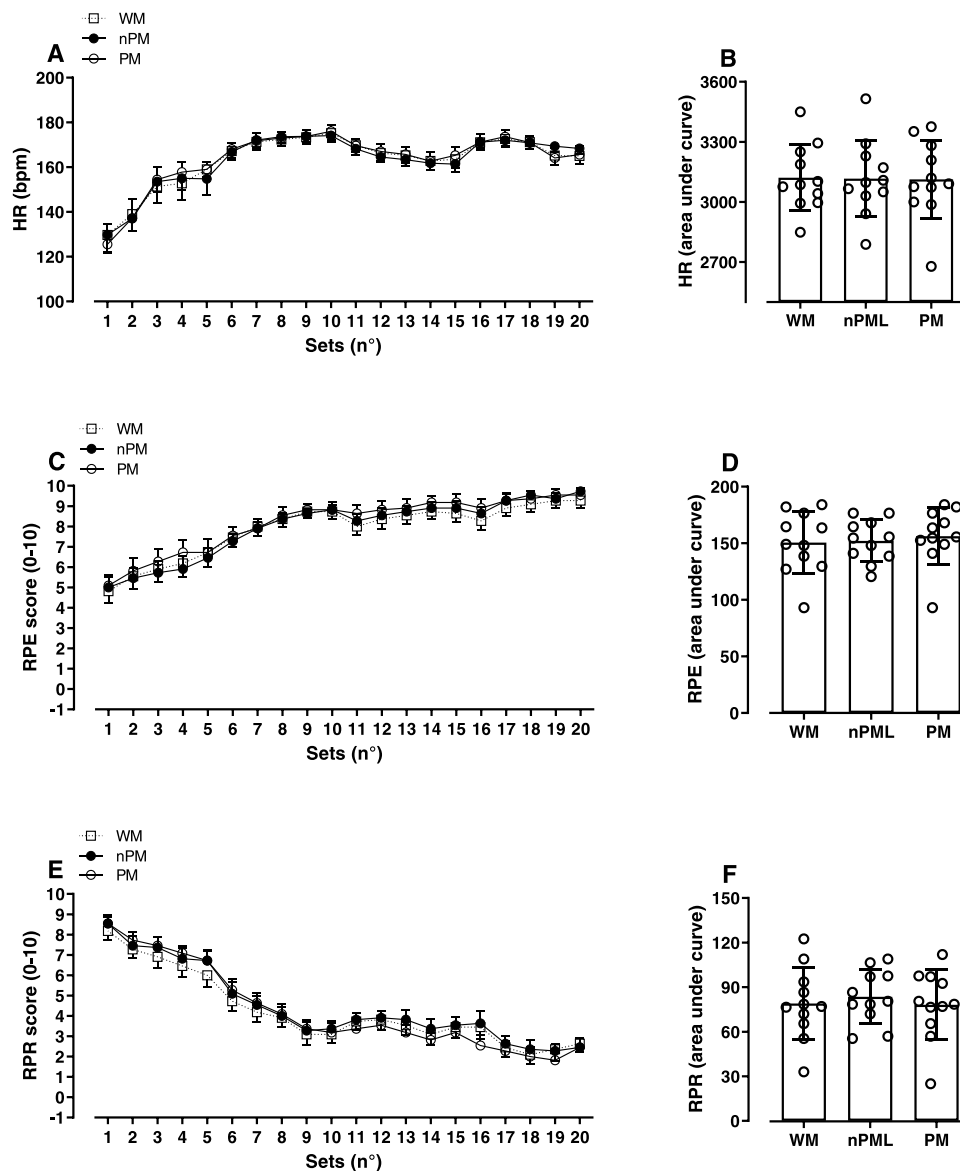 WM
nPM
PM
A
HR (bpm)
200
180
160
140
120
100
1 2 3 4 5 6 7 8 9 10 11 12 13 14 15 16 17 18 19 20
Sets (n°)
B
HR (area under curve)
3600
3300
3000
2700
WM nPML PM
WM
nPM
PM
C
RPE score (0-10)
10
9
8
7
6
5
4
3
2
1
0
-1
1 2 3 4 5 6 7 8 9 10 11 12 13 14 15 16 17 18 19 20
Sets (n°)
D
RPE (area under curve)
200
150
100
50
0
WM nPML PM
WM
nPM
PM
E
RPR score (0-10)
10
9
8
7
6
5
4
3
2
1
0
-1
1 2 3 4 5 6 7 8 9 10 11 12 13 14 15 16 17 18 19 20
Sets (n°)
F
RPR (area under curve)
150
120
90
60
30
0
WM nPML PM